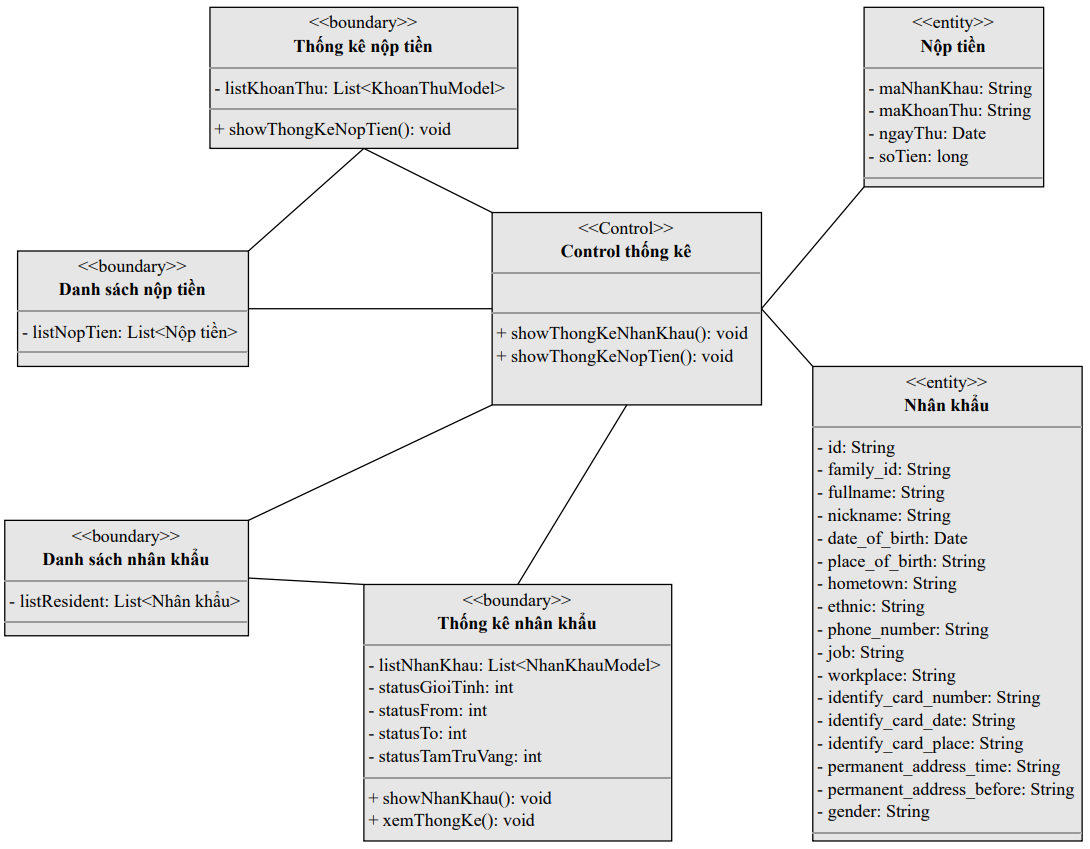 <<boundary>>
Thống kê nộp tiền
- listKhoanThu: List<KhoanThuModel>
+ showThongKeNopTien(): void
<<entity>>
Nộp tiền
- maNhanKhau: String
- maKhoanThu: String
- ngayThu: Date
- soTien: long
<<Control>>
Control thống kê
+ showThongKeNhanKhau(): void
+ showThongKeNopTien(): void
<<boundary>>
Danh sách nộp tiền
- listNopTien: List<Nộp tiền>
<<entity>>
Nhân khẩu
- id: String
- family_id: String
- fullname: String
- nickname: String
- date_of_birth: Date
- place_of_birth: String
- hometown: String
- ethnic: String
- phone_number: String
- job: String
- workplace: String
- identify_card_number: String
- identify_card_date: String
- identify_card_place: String
- permanent_address_time: String
- permanent_address_before: String
- gender: String
<<boundary>>
Danh sách nhân khẩu
- listResident: List<Nhân khẩu>
<<boundary>>
Thống kê nhân khẩu
- listNhanKhau: List<NhanKhauModel>
- statusGioiTinh: int
- statusFrom: int
- statusTo: int
- statusTamTruVang: int
+ showNhanKhau(): void
+ xemThongKe(): void